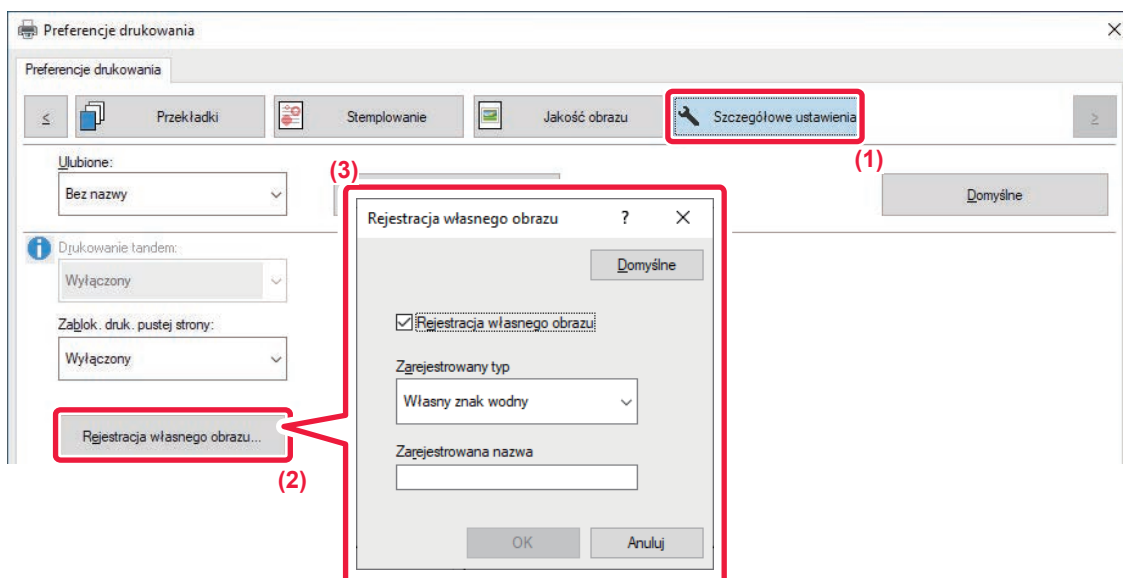 Preferencje drukowania
Preferencje drukowania
≤ Przekładki Stemplowanie Jakość obrazu Szczegółowe ustawienia ≥
(1)
Ulubione:
Bez nazwy
Domyślne
(3)
Drukowanie tandem:
Wyłączony
Zablok. druk. pustej strony:
Wyłączony
Rejestracja własnego obrazu...
(2)
Rejestracja własnego obrazu ?
Domyślne
Rejestracja własnego obrazu
Zarejestrowany typ
Własny znak wodny
Zarejestrowana nazwa
OK Anuluj